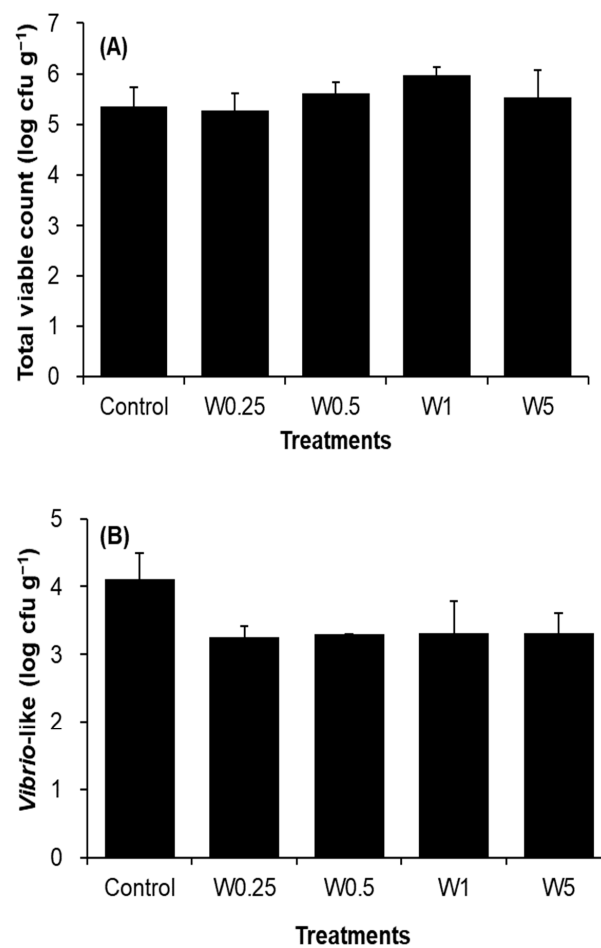 (A)
Total viable count (log cfu g⁻¹)
7
6
5
4
3
2
1
0
Control W0.25 W0.5 W1 W5
Treatments
(B)
Vibrio-like (log cfu g⁻¹)
5
4
3
2
1
0
Control W0.25 W0.5 W1 W5
Treatments